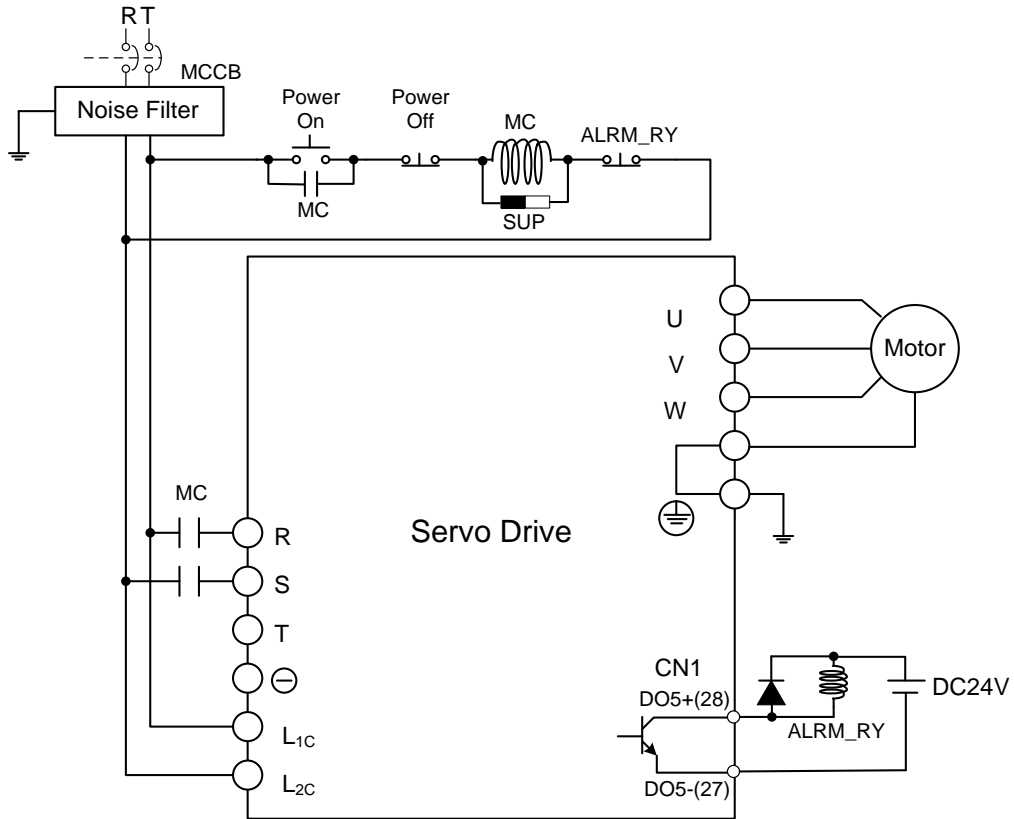 R T
MCCB
Noise Filter
Power
On
Power
Off
MC
ALRM_RY
MC
SUP
U
V
W
Motor
MC
R
S
T
L1C
L2C
Servo Drive
CN1
DO5+(28)
DO5-(27)
ALRM_RY
DC24V